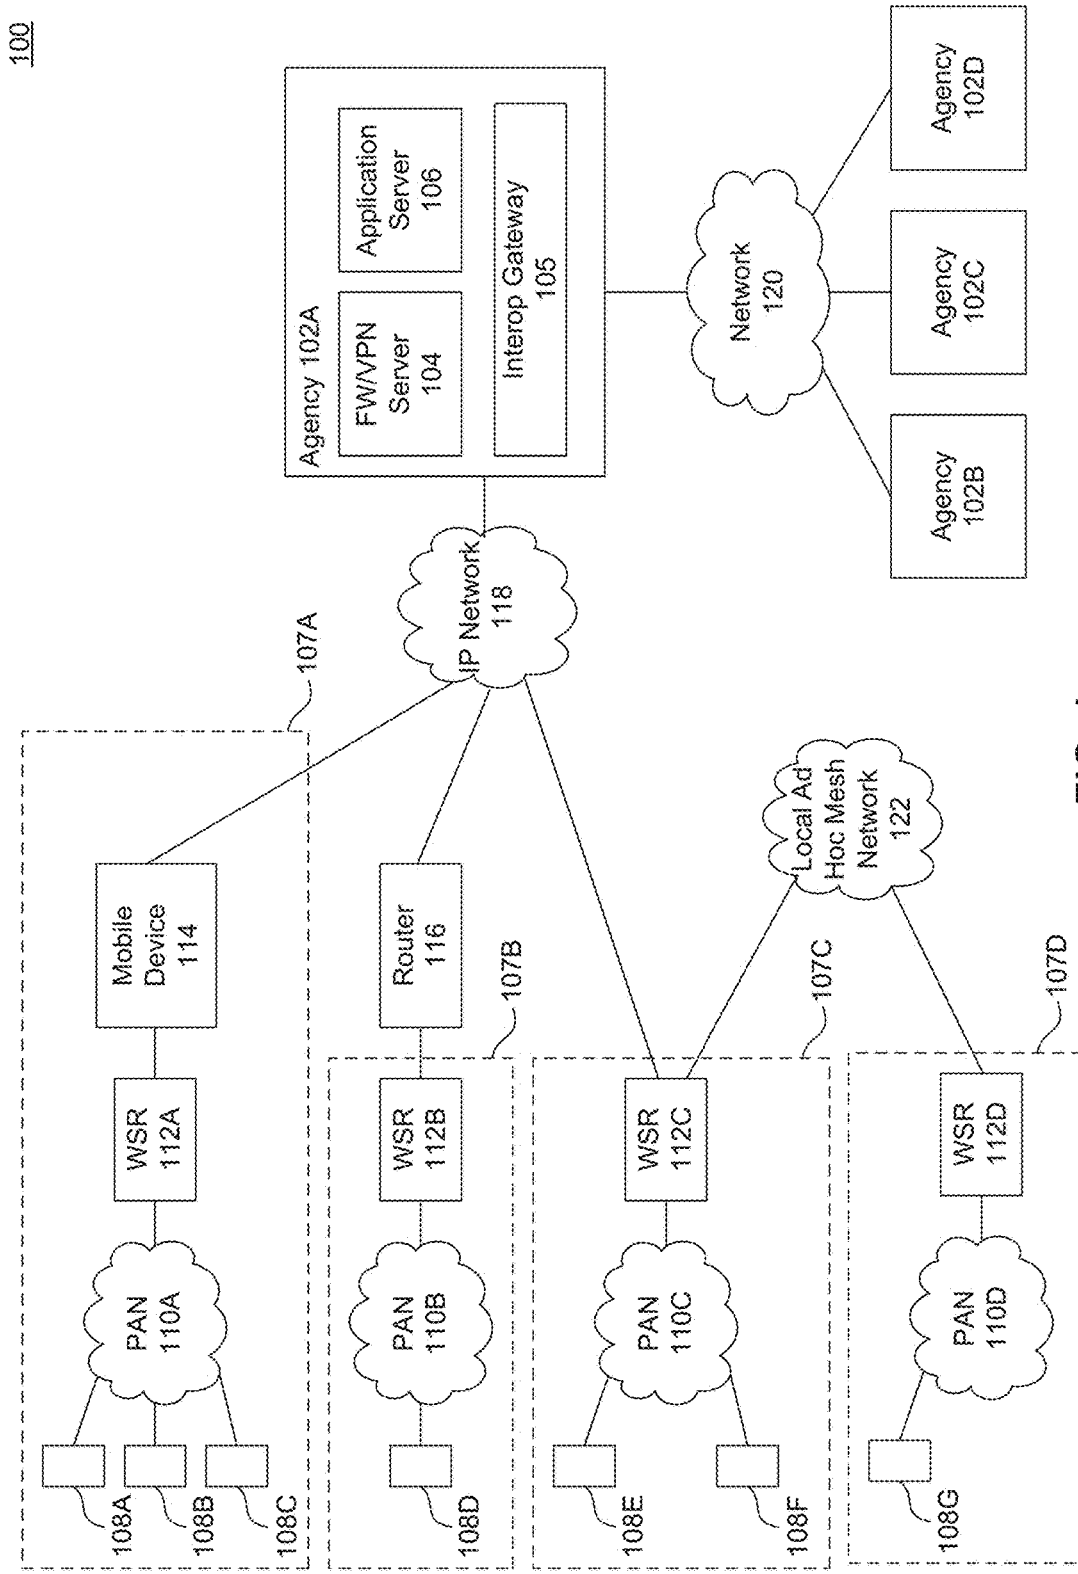 100
Agency 102A
FW/VPN
Server
104
Application
Server
106
Interop Gateway
105
IP Network
118
Network
120
Agency
102B
Agency
102C
Agency
102D
107A
Mobile
Device
114
WSR
112A
PAN
110A
108A
108B
108C
Router
116
107B
WSR
112B
PAN
110B
108D
107C
WSR
112C
PAN
110C
108E
108F
Local Ad
Hoc Mesh
Network
122
107D
WSR
112D
PAN
110D
108G